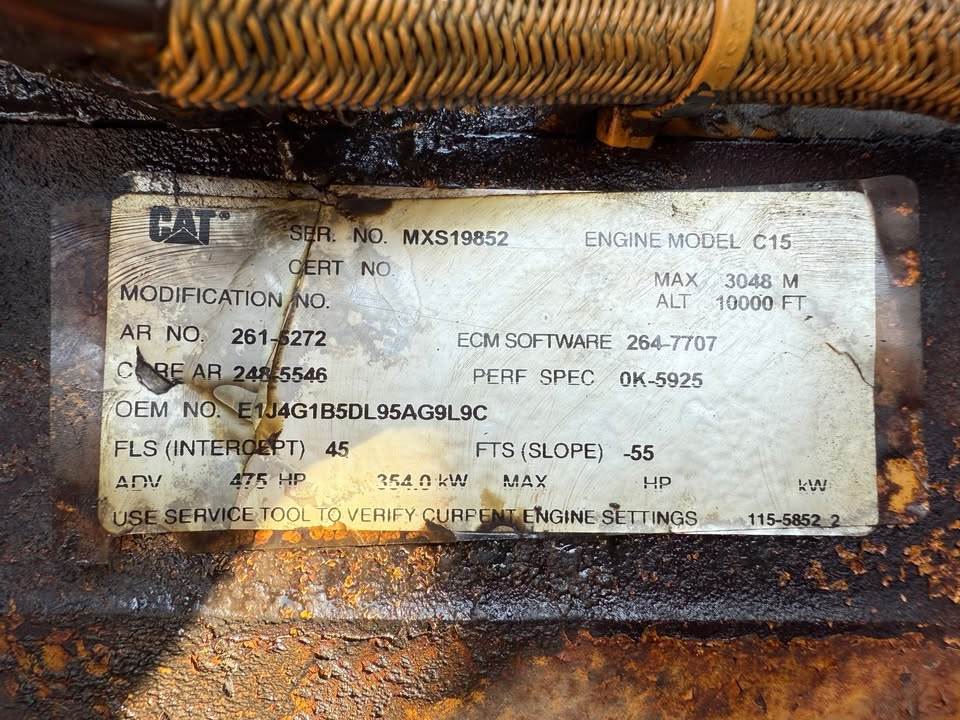 CAT® SER. NO. MXS19852 ENGINE MODEL C15
CERT NO. MAX 3048 M
MODIFICATION NO. ALT 10000 FT
AR NO. 261-5272 ECM SOFTWARE 264-7707
CORE AR 248-5546 PERF SPEC 0K-5925
OEM NO. E1J4G1B5DL95AG9L9C
FLS (INTERCEPT) 45 FTS (SLOPE) -55
ADV 475 HP 354.0 kW MAX HP kW
USE SERVICE TOOL TO VERIFY CURRENT ENGINE SETTINGS 115-5852 2